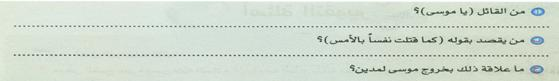 من القائل (يا موسى)؟
من يقصد بقوله (كما قتلت نفساً بالأمس)؟
ما علاقة ذلك بخروج موسى لمدين؟